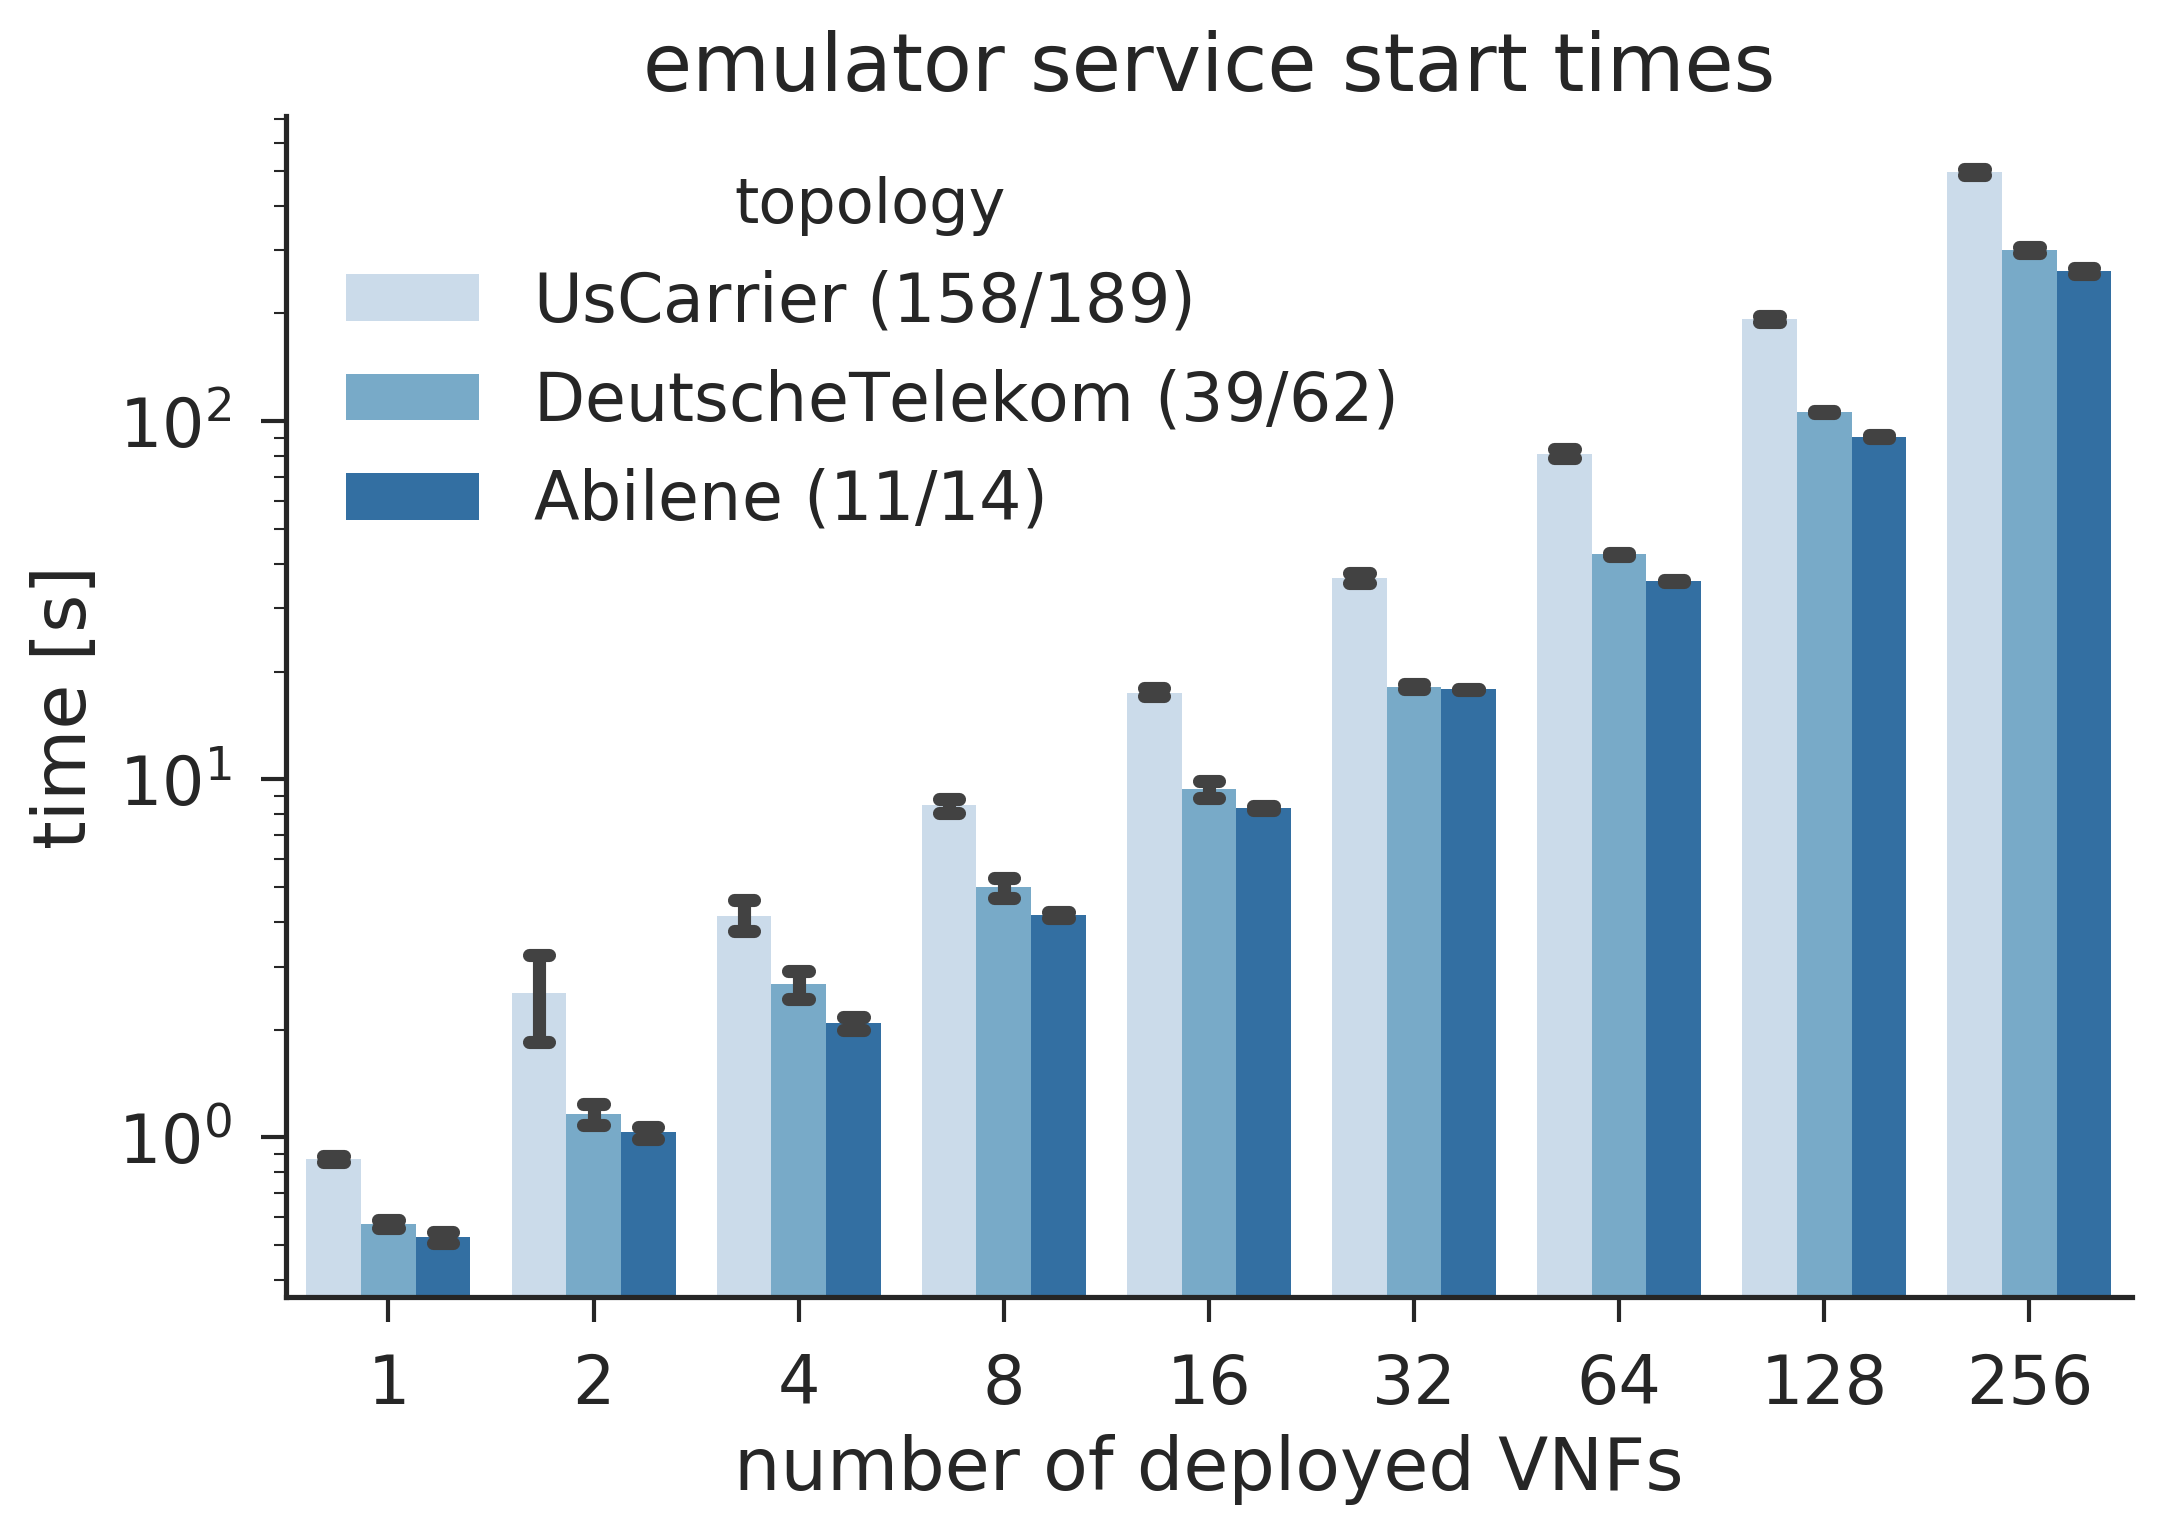 emulator service start times
topology
UsCarrier (158/189)
DeutscheTelekom (39/62)
Abilene (11/14)
time [s]
10²
10¹
10⁰
1 2 4 8 16 32 64 128 256
number of deployed VNFs